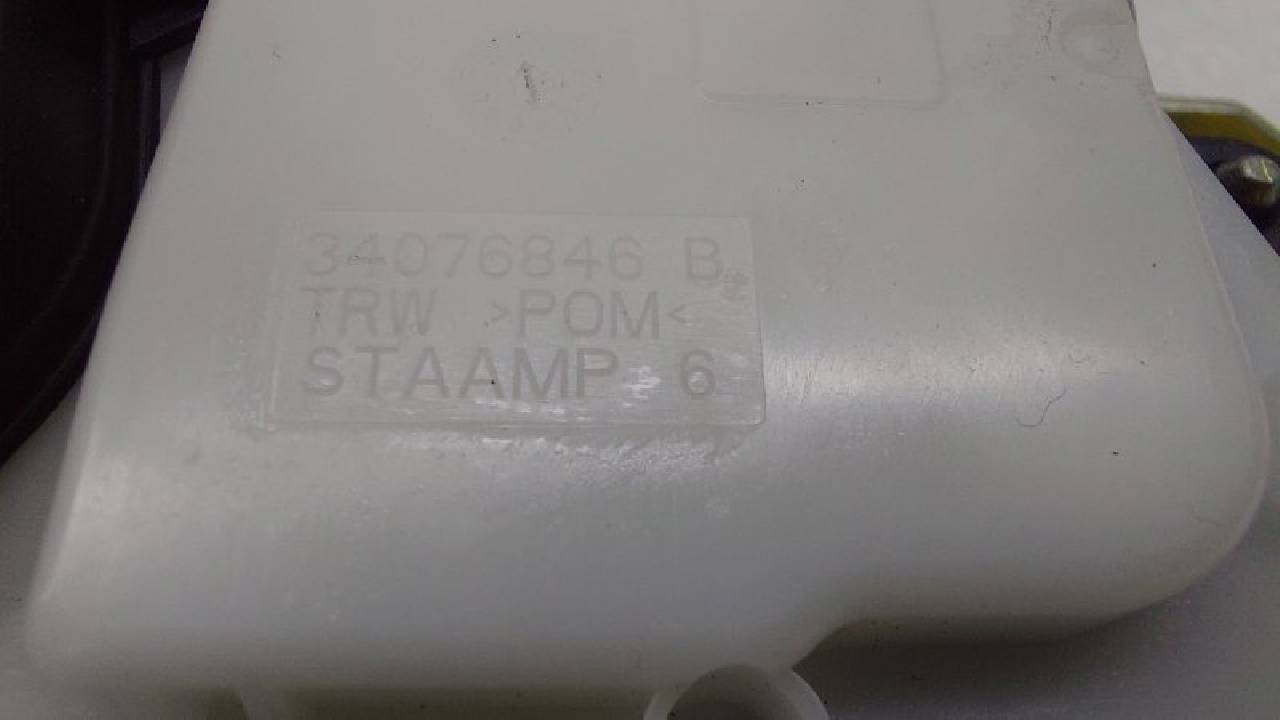 34076846 B
TRW >POM<
STAAMP 6